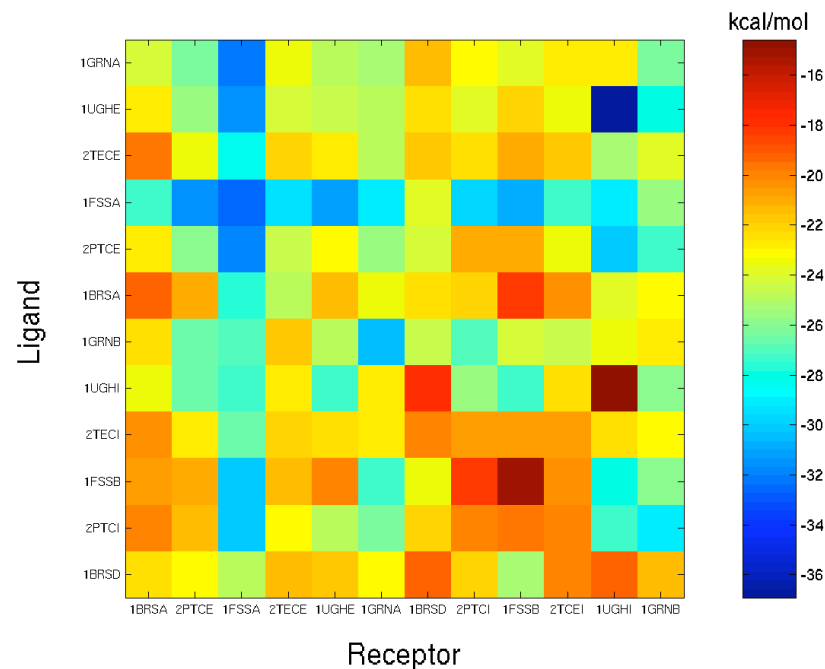 kcal/mol
1GRNA
1UGHE
2TECE
1FSSA
2PTCE
1BRSA
1GRNB
1UGHI
2TECI
1FSSB
2PTCI
1BRSD
Ligand
1BRSA 2PTCE 1FSSA 2TECE 1UGHE 1GRNA 1BRSD 2PTCI 1FSSB 2TCEI 1UGHI 1GRNB
Receptor
-16
-18
-20
-22
-24
-26
-28
-30
-32
-34
-36